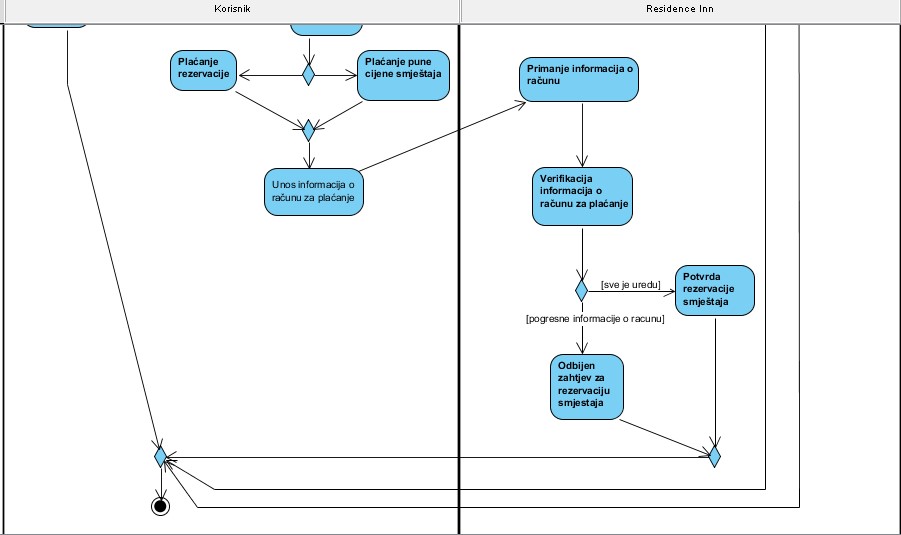 Korisnik
Residence Inn
Plaćanje
rezervacije
Plaćanje pune
cijene smještaja
Primanje informacija o
računu
Unos informacija o
računu za plaćanje
Verifikacija
informacija o
računu za plaćanje
[sve je uredu]
Potvrda
rezervacije
smještaja
[pogresne informacije o racunu]
Odbijen
zahtjev za
rezervaciju
smjestaja